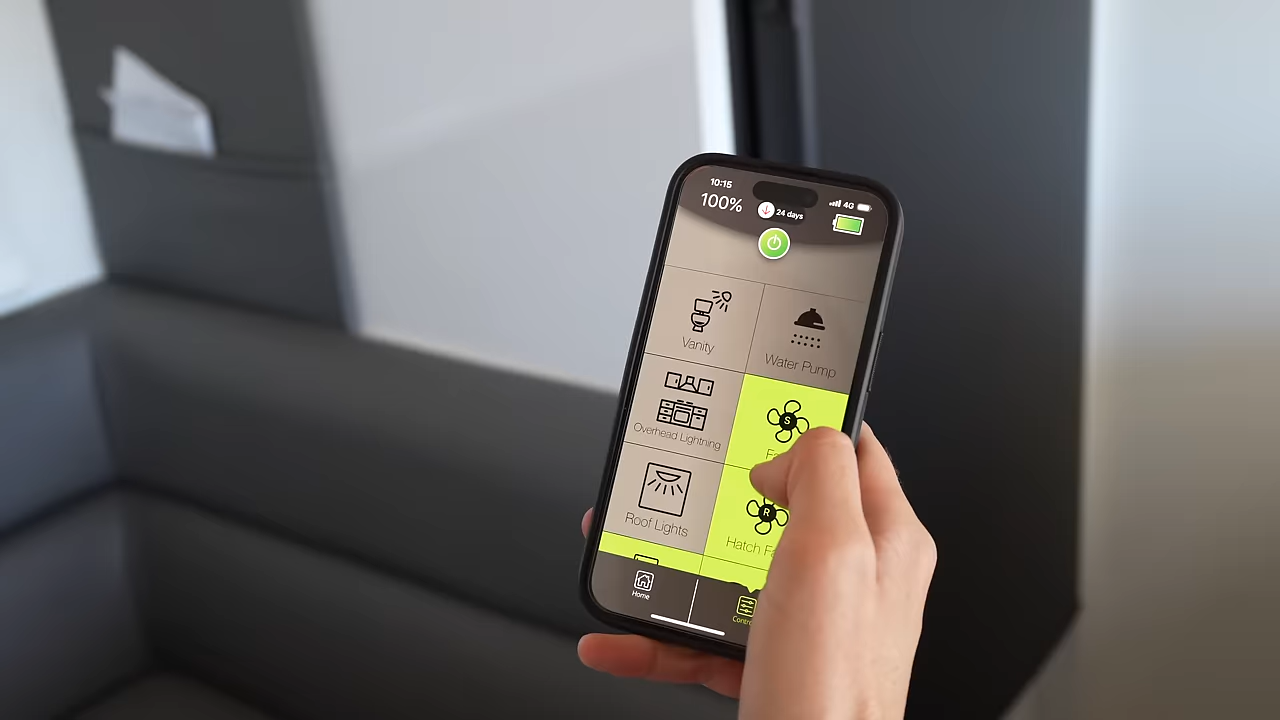 10:15
4G
100%
24 days
Vanity
Water Pump
Overhead Lightning
S
Roof Lights
R
Hatch
Home